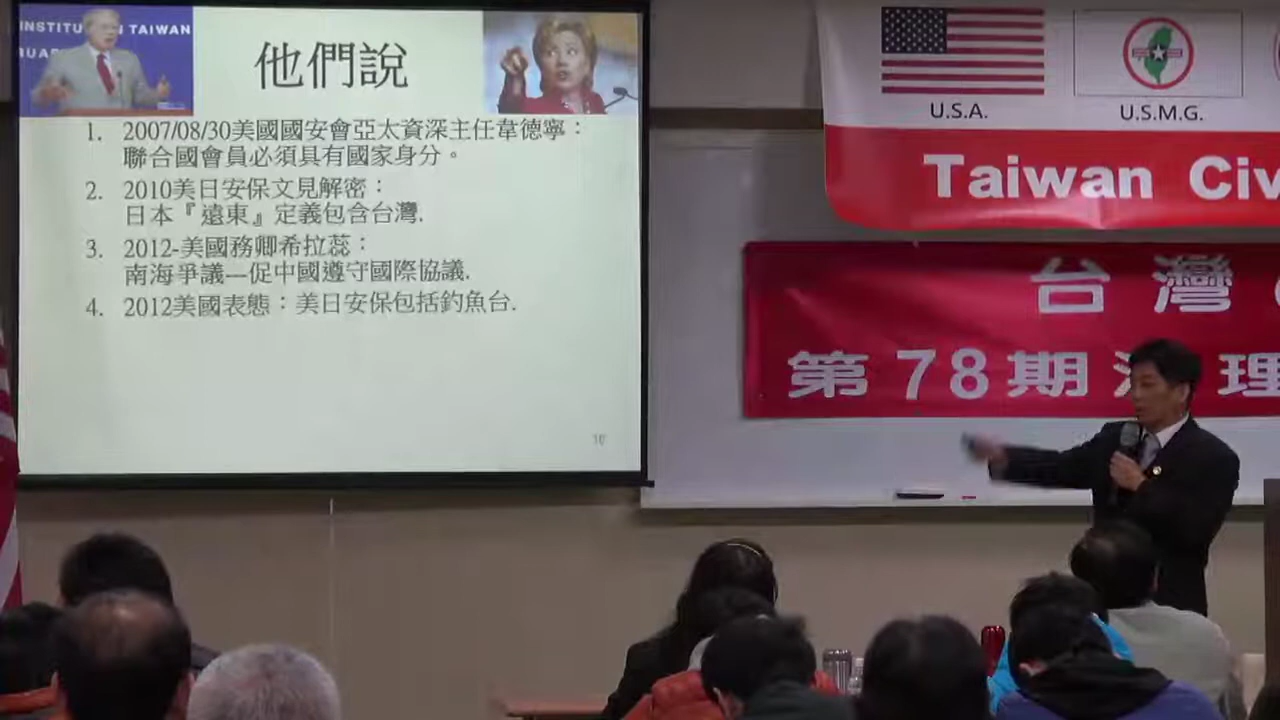 INSTITU TAIWAN
他們說
1. 2007/08/30美國國安會亞太資深主任韋德寧：
聯合國會員必須具有國家身分。
2. 2010美日安保文見解密：
日本『遠東』定義包含台灣.
3. 2012-美國務卿希拉蕊：
南海爭議—促中國遵守國際協議.
4. 2012美國表態：美日安保包括釣魚台.
U.S.A.
U.S.M.G.
Taiwan Civ
台灣
第78期 理